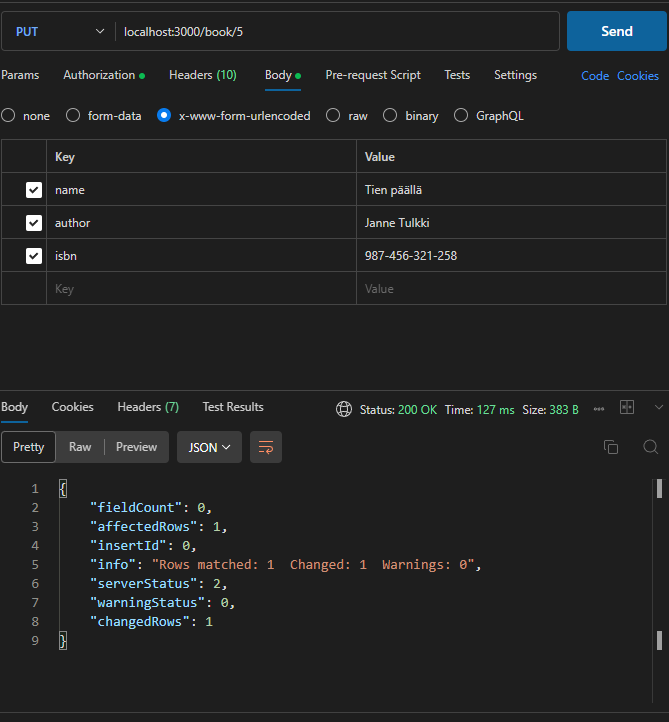 PUT localhost:3000/book/5 Send
Params Authorization Headers (10) Body Pre-request Script Tests Settings Code Cookies
none form-data x-www-form-urlencoded raw binary GraphQL
Key Value
name Tien päällä
author Janne Tulkki
isbn 987-456-321-258
Key Value
Body Cookies Headers (7) Test Results Status: 200 OK Time: 127 ms Size: 383 B
Pretty Raw Preview JSON
1 {
2 "fieldCount": 0,
3 "affectedRows": 1,
4 "insertId": 0,
5 "info": "Rows matched: 1  Changed: 1  Warnings: 0",
6 "serverStatus": 2,
7 "warningStatus": 0,
8 "changedRows": 1
9 }